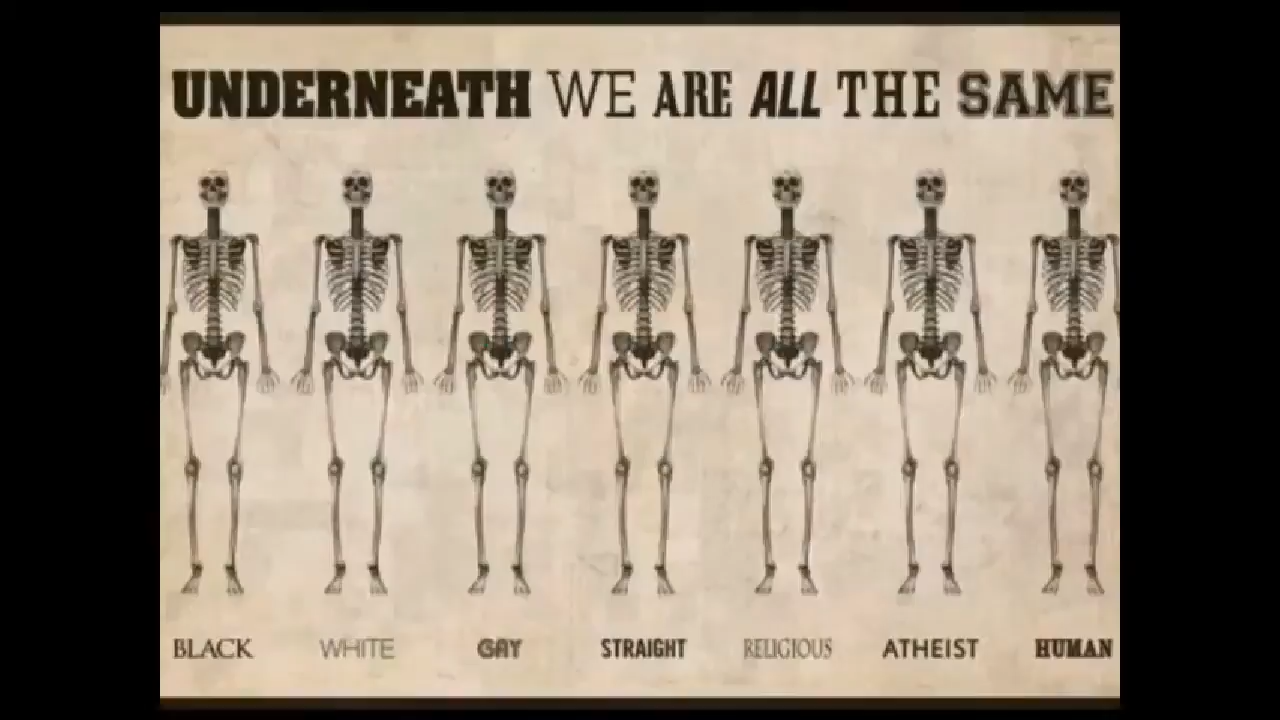 UNDERNEATH WE ARE ALL THE SAME
BLACK WHITE GAY STRAIGHT RELIGIOUS ATHEIST HUMAN